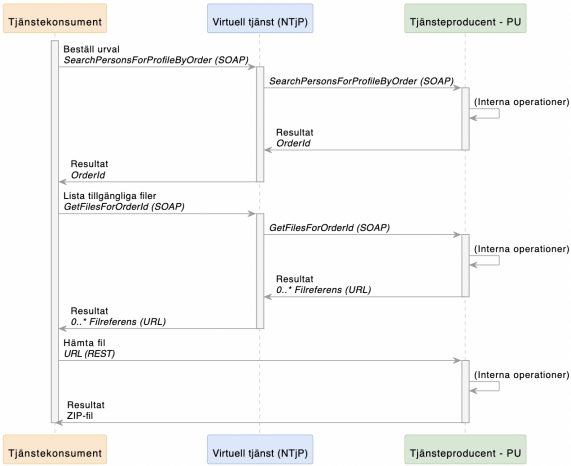 Tjänstekonsument
Virtuell tjänst (NTjP)
Tjänsteproducent - PU
Beställ urval
SearchPersonsForProfileByOrder (SOAP)
SearchPersonsForProfileByOrder (SOAP)
(Interna operationer)
Resultat
OrderId
Resultat
OrderId
Lista tillgängliga filer
GetFilesForOrderId (SOAP)
GetFilesForOrderId (SOAP)
(Interna operationer)
Resultat
0..* Filreferens (URL)
Resultat
0..* Filreferens (URL)
Hämta fil
URL (REST)
(Interna operationer)
Resultat
ZIP-fil
Tjänstekonsument
Virtuell tjänst (NTjP)
Tjänsteproducent - PU